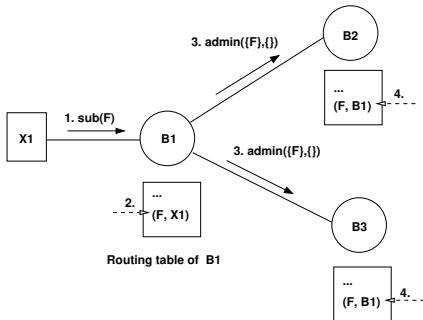 B2
3. admin({F},{})
...
(F, B1)
4.
1. sub(F)
X1
B1
3. admin({F},{})
2.
...
(F, X1)
B3
Routing table of B1
...
(F, B1)
4.